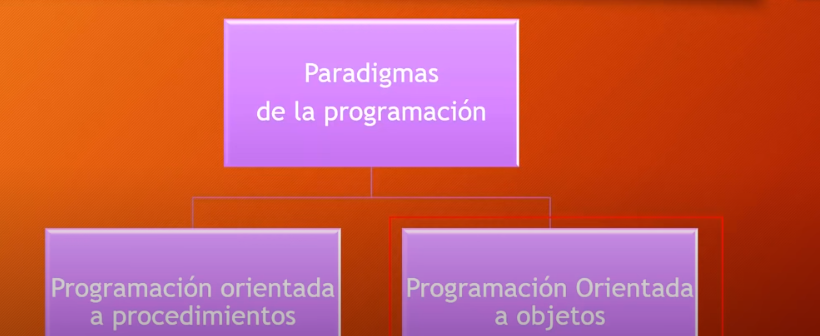 Paradigmas
de la programación
Programación orientada
a procedimientos
Programación Orientada
a objetos